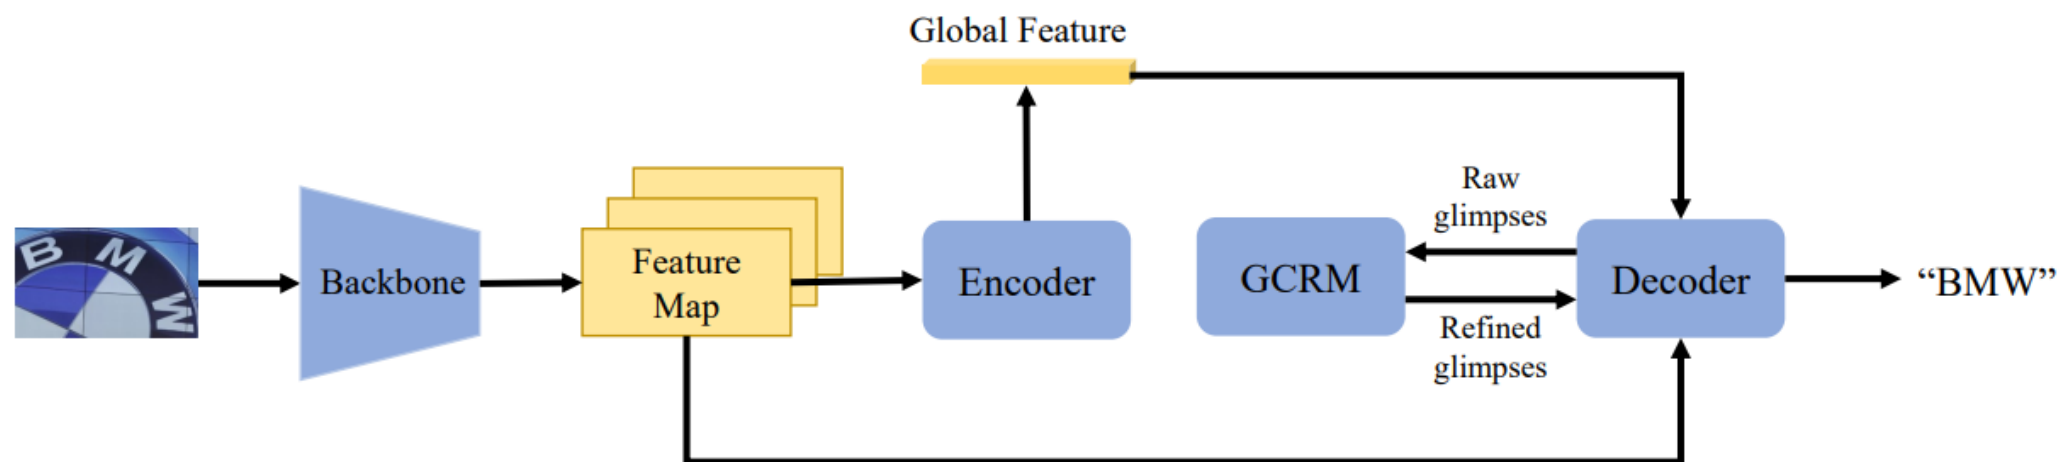 Global Feature
B M W
Backbone
Feature
Map
Encoder
GCRM
Raw
glimpses
Refined
glimpses
Decoder
“BMW”